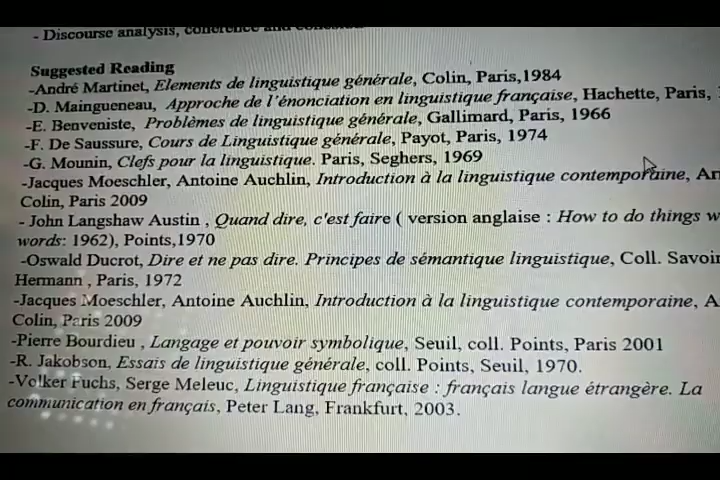 - Discourse analysis, coherence and cohesion
Suggested Reading
-André Martinet, Elements de linguistique générale, Colin, Paris,1984
-D. Maingueneau, Approche de l'énonciation en linguistique française, Hachette, Paris,
-E. Benveniste, Problèmes de linguistique générale, Gallimard, Paris, 1966
-F. De Saussure, Cours de Linguistique générale, Payot, Paris, 1974
-G. Mounin, Clefs pour la linguistique. Paris, Seghers, 1969
-Jacques Moeschler, Antoine Auchlin, Introduction à la linguistique contemporaine, Ar
Colin, Paris 2009
- John Langshaw Austin , Quand dire, c'est faire ( version anglaise : How to do things w
words: 1962), Points,1970
-Oswald Ducrot, Dire et ne pas dire. Principes de sémantique linguistique, Coll. Savoir
Hermann , Paris, 1972
-Jacques Moeschler, Antoine Auchlin, Introduction à la linguistique contemporaine, A
Colin, Paris 2009
-Pierre Bourdieu , Langage et pouvoir symbolique, Seuil, coll. Points, Paris 2001
-R. Jakobson, Essais de linguistique générale, coll. Points, Seuil, 1970.
-Volker Fuchs, Serge Meleuc, Linguistique française : français langue étrangère. La
communication en français, Peter Lang, Frankfurt, 2003.